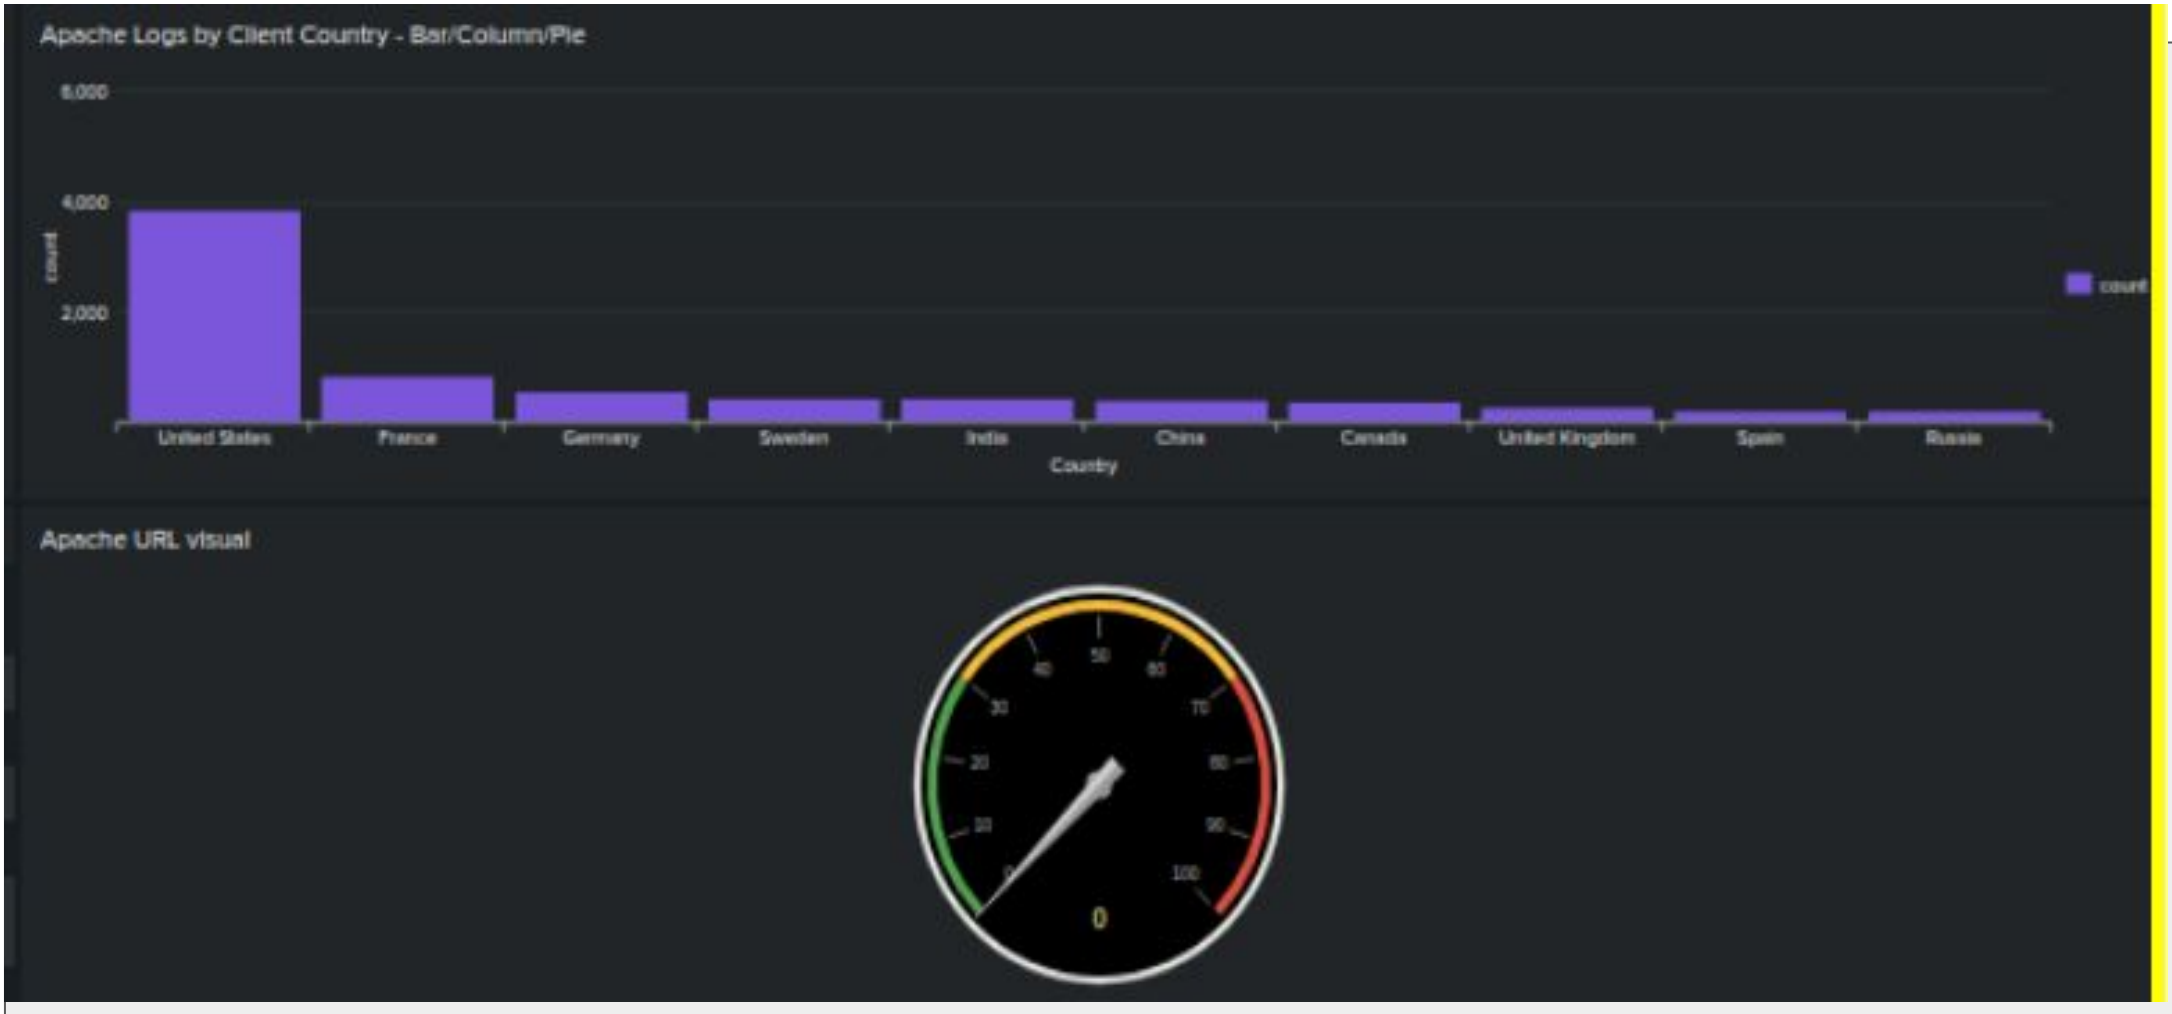 Apache Logs by Client Country - Bar/Column/Pie
6,000
4,000
2,000
count
count
United States France Germany Sweden India China Canada United Kingdom Spain Russia
Country
Apache URL visual
50
40 60
30 70
20 80
10 90
0 100
0